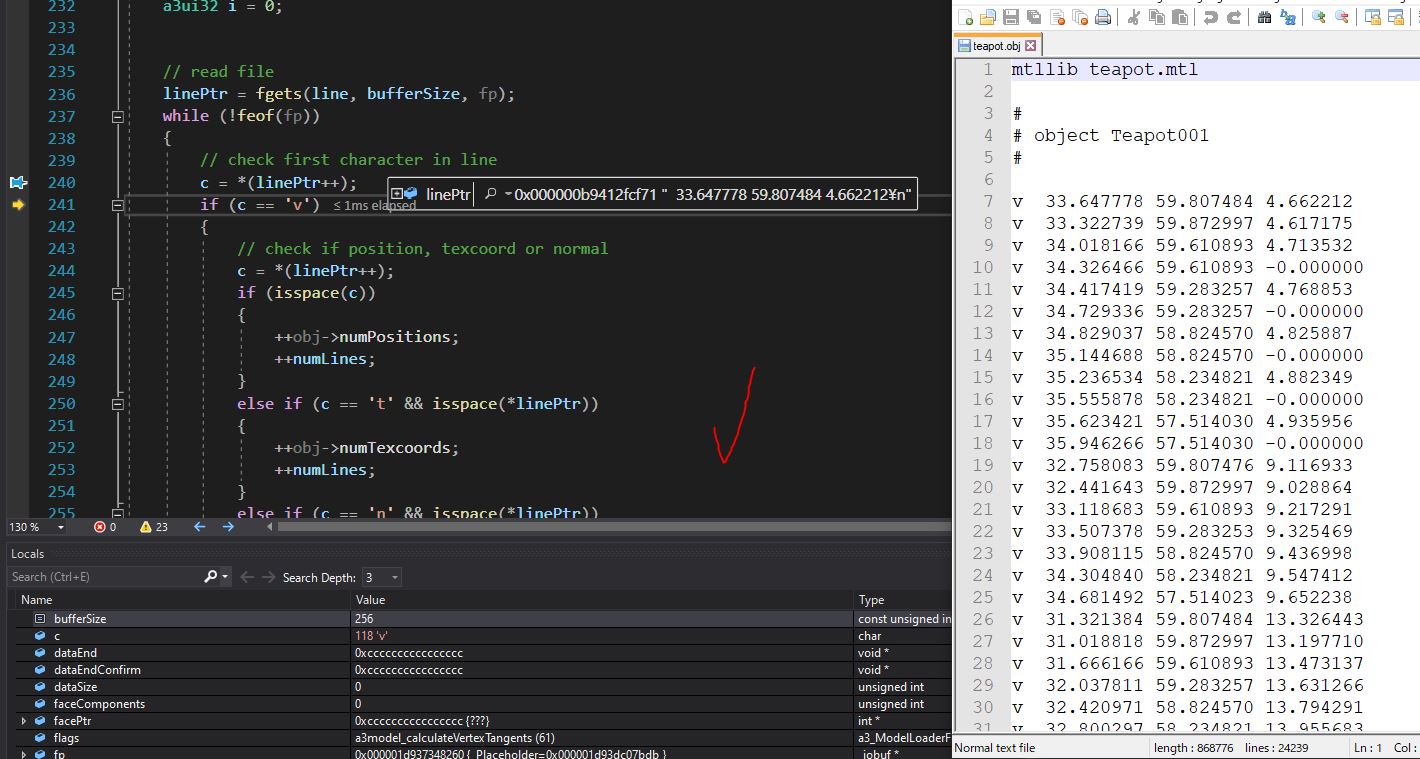 232 a3ui32 i = 0;
233
234
235 // read file
236 linePtr = fgets(line, bufferSize, fp);
237 while (!feof(fp))
238 {
239 // check first character in line
240 c = *(linePtr++);
linePtr 0x000000b9412fcf71 "  33.647778 59.807484 4.662212¥n"
241 if (c == 'v') ≤ 1ms elapsed
242 {
243 // check if position, texcoord or normal
244 c = *(linePtr++);
245 if (isspace(c))
246 {
247 ++obj->numPositions;
248 ++numLines;
249 }
250 else if (c == 't' && isspace(*linePtr))
251 {
252 ++obj->numTexcoords;
253 ++numLines;
254 }
255 else if (c == 'n' && isspace(*linePtr))
130 % 0 23
Locals
Search (Ctrl+E) Search Depth: 3
Name Value Type
bufferSize 256 const unsigned in
c 118 'v' char
dataEnd 0xcccccccccccccccc void *
dataEndConfirm 0xcccccccccccccccc void *
dataSize 0 unsigned int
faceComponents 0 unsigned int
facePtr 0xcccccccccccccccc {???} int *
flags a3model_calculateVertexTangents (61) a3_ModelLoaderF
fp 0x000001d937348260 {_Placeholder=0x000001d93dc07bdb } _iobuf *
teapot.obj
1 mtllib teapot.mtl
2
3 #
4 # object Teapot001
5 #
6
7 v  33.647778 59.807484 4.662212
8 v  33.322739 59.872997 4.617175
9 v  34.018166 59.610893 4.713532
10 v  34.326466 59.610893 -0.000000
11 v  34.417419 59.283257 4.768853
12 v  34.729336 59.283257 -0.000000
13 v  34.829037 58.824570 4.825887
14 v  35.144688 58.824570 -0.000000
15 v  35.236534 58.234821 4.882349
16 v  35.555878 58.234821 -0.000000
17 v  35.623421 57.514030 4.935956
18 v  35.946266 57.514030 -0.000000
19 v  32.758083 59.807476 9.116933
20 v  32.441643 59.872997 9.028864
21 v  33.118683 59.610893 9.217291
22 v  33.507378 59.283253 9.325469
23 v  33.908115 58.824570 9.436998
24 v  34.304840 58.234821 9.547412
25 v  34.681492 57.514023 9.652238
26 v  31.321384 59.807484 13.326443
27 v  31.018818 59.872997 13.197710
28 v  31.666166 59.610893 13.473137
29 v  32.037811 59.283257 13.631266
30 v  32.420971 58.824570 13.794291
31 v  32.800297 58.234821 13.955683
Normal text file length : 868776 lines : 24239 Ln : 1 Col :